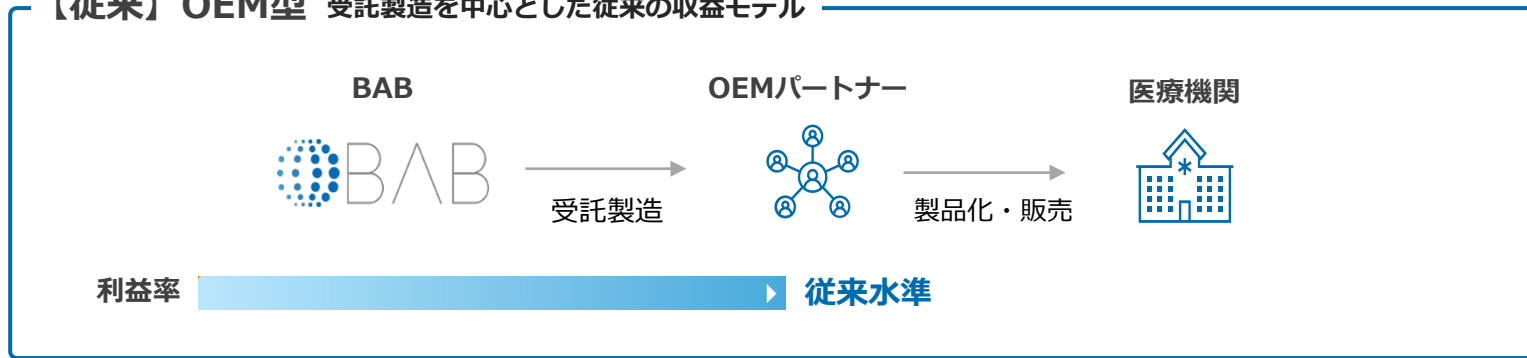 【従来】OEM型 受託製造を中心とした従来の収益モデル
BAB
OEMパートナー
医療機関
BAB
受託製造
製品化・販売
利益率
従来水準